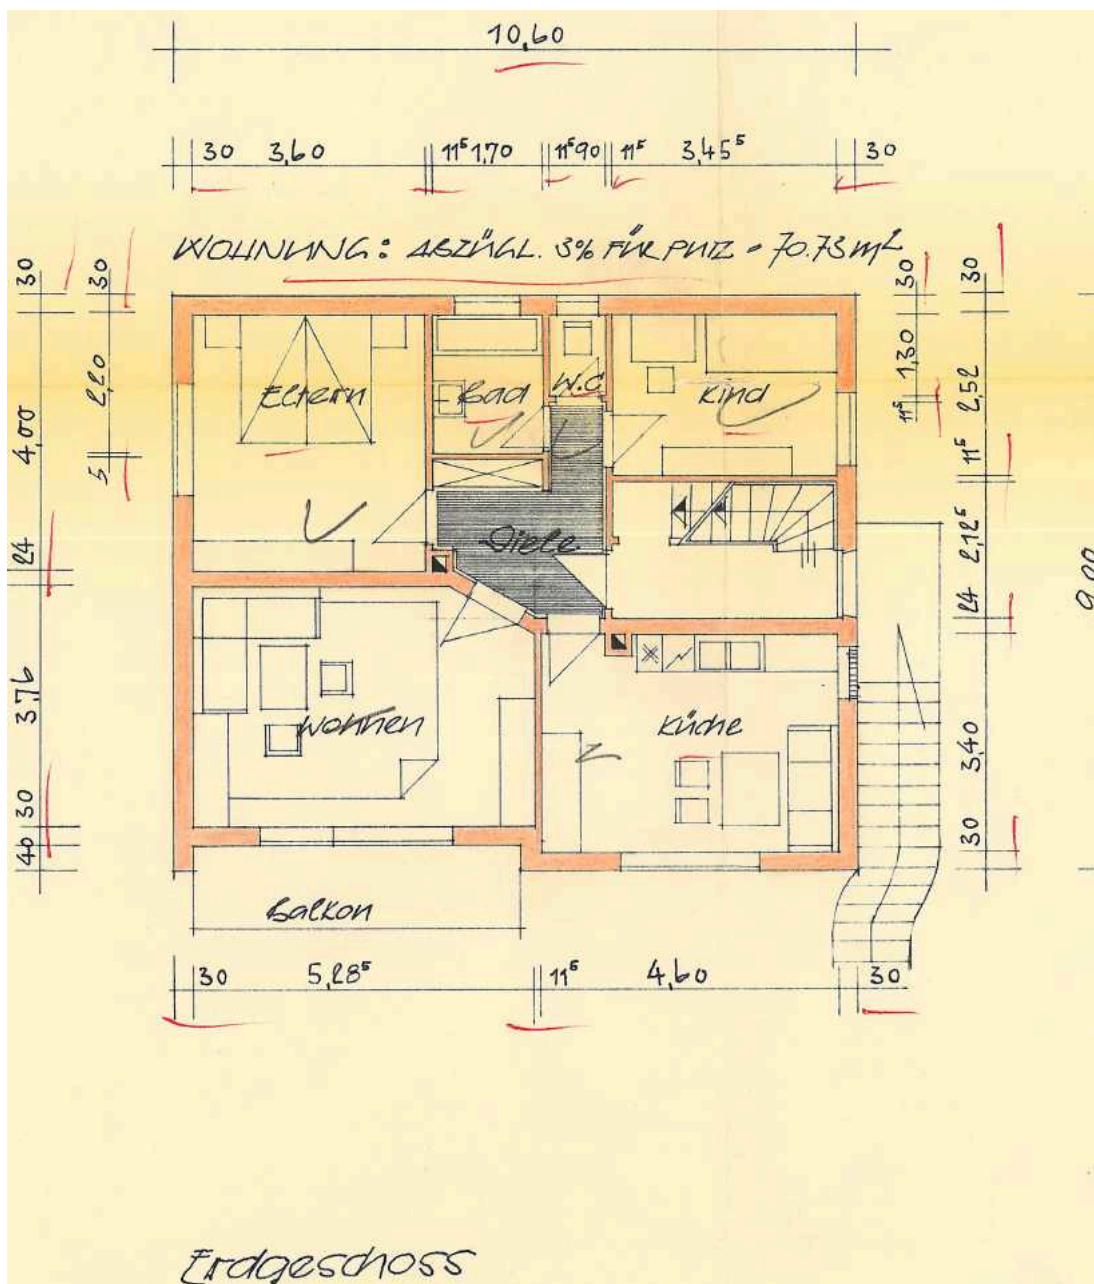 10,60
30 3,60 11⁵ 1,70 11⁵ 90 11⁵ 3,45⁵ 30
WOHNUNG: ABZÜGL. 3% FÜR PUTZ = 70.73 m²
30 4,00 24 3,76 30 40
30 2,20 5
30 1,30 11⁵
30 2,52 11⁵ 2,12⁵ 24 3,40 30
Eltern
Bad
W.C
Kind
Diele
Wohnen
Küche
Balkon
30 5,28⁵ 11⁵ 4,60 30
Erdgeschoss